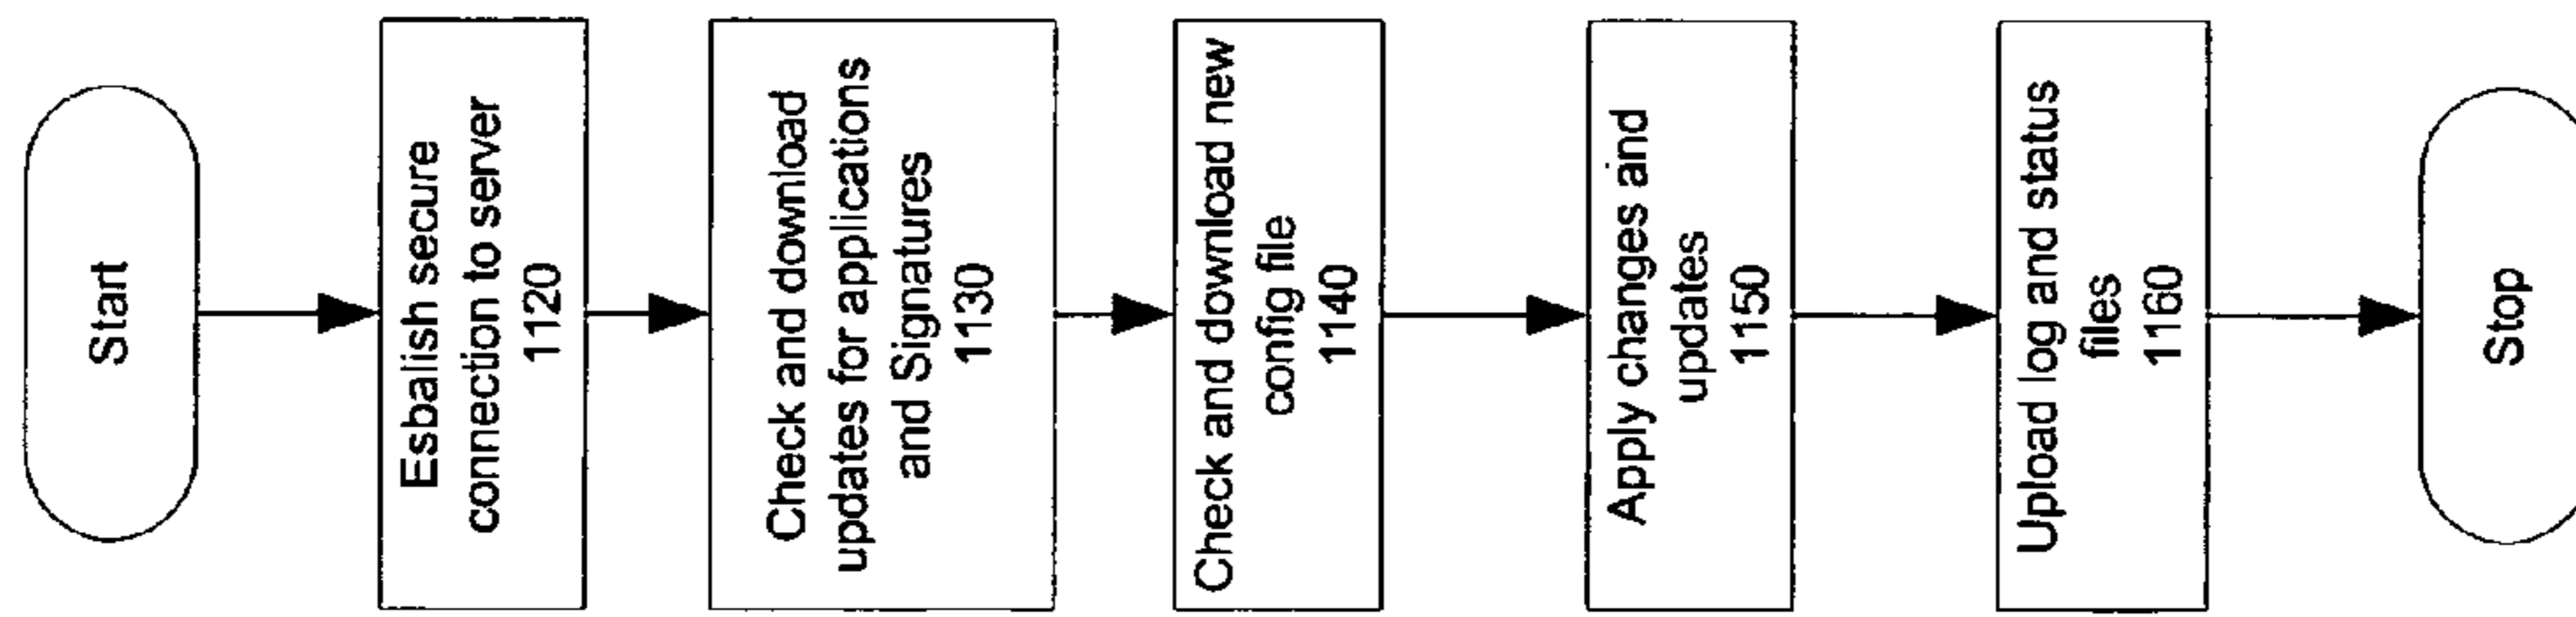 Start
Esbalish secure
connection to server
1120
Check and download
updates for applications
and Signatures
1130
Check and download new
config file
1140
Apply changes and
updates
1150
Upload log and status
files
1160
Stop